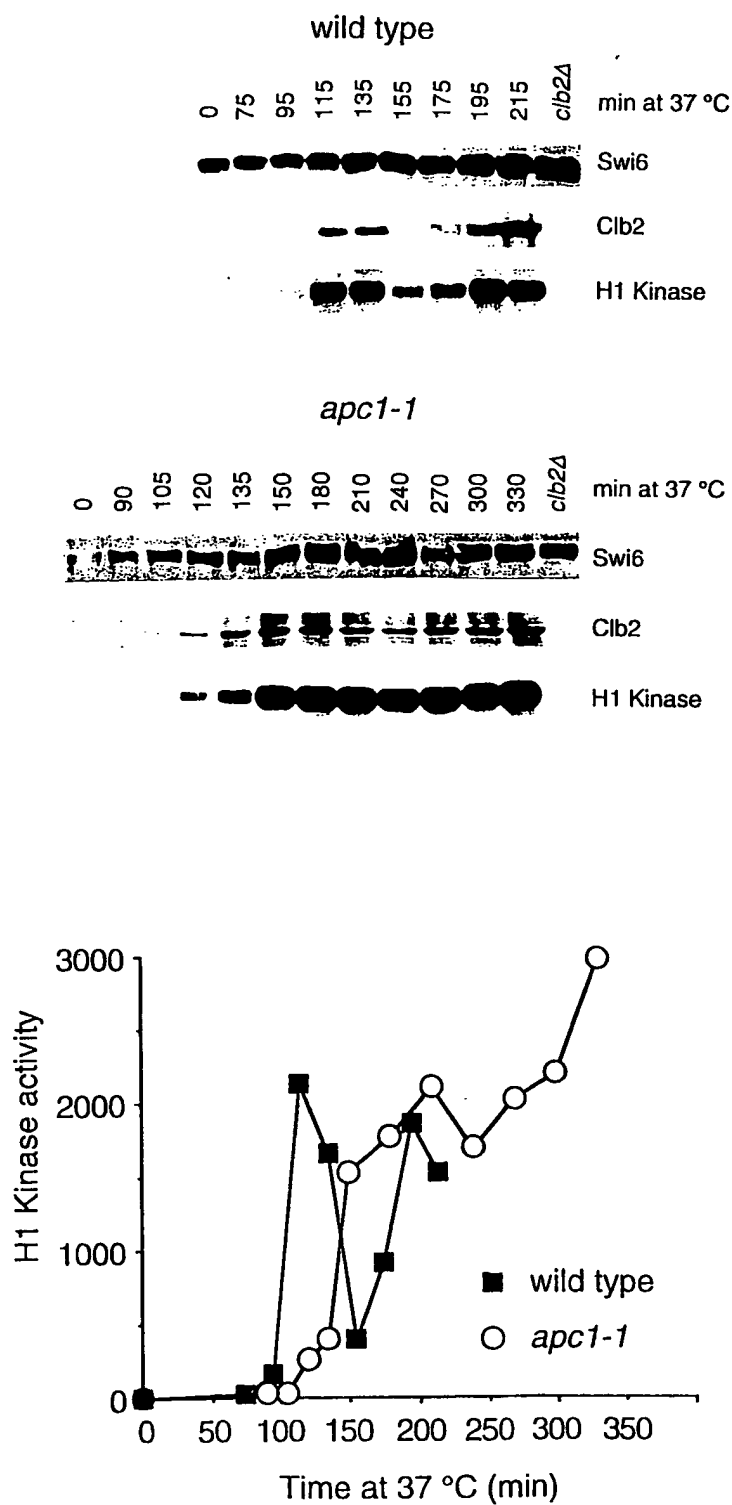 wild type
0 75 95 115 135 155 175 195 215 clb2Δ min at 37 °C
Swi6
Clb2
H1 Kinase
apc1-1
0 90 105 120 135 150 180 210 240 270 300 330 clb2Δ min at 37 °C
Swi6
Clb2
H1 Kinase
3000
2000
1000
0
H1 Kinase activity
wild type
apc1-1
0 50 100 150 200 250 300 350
Time at 37 °C (min)